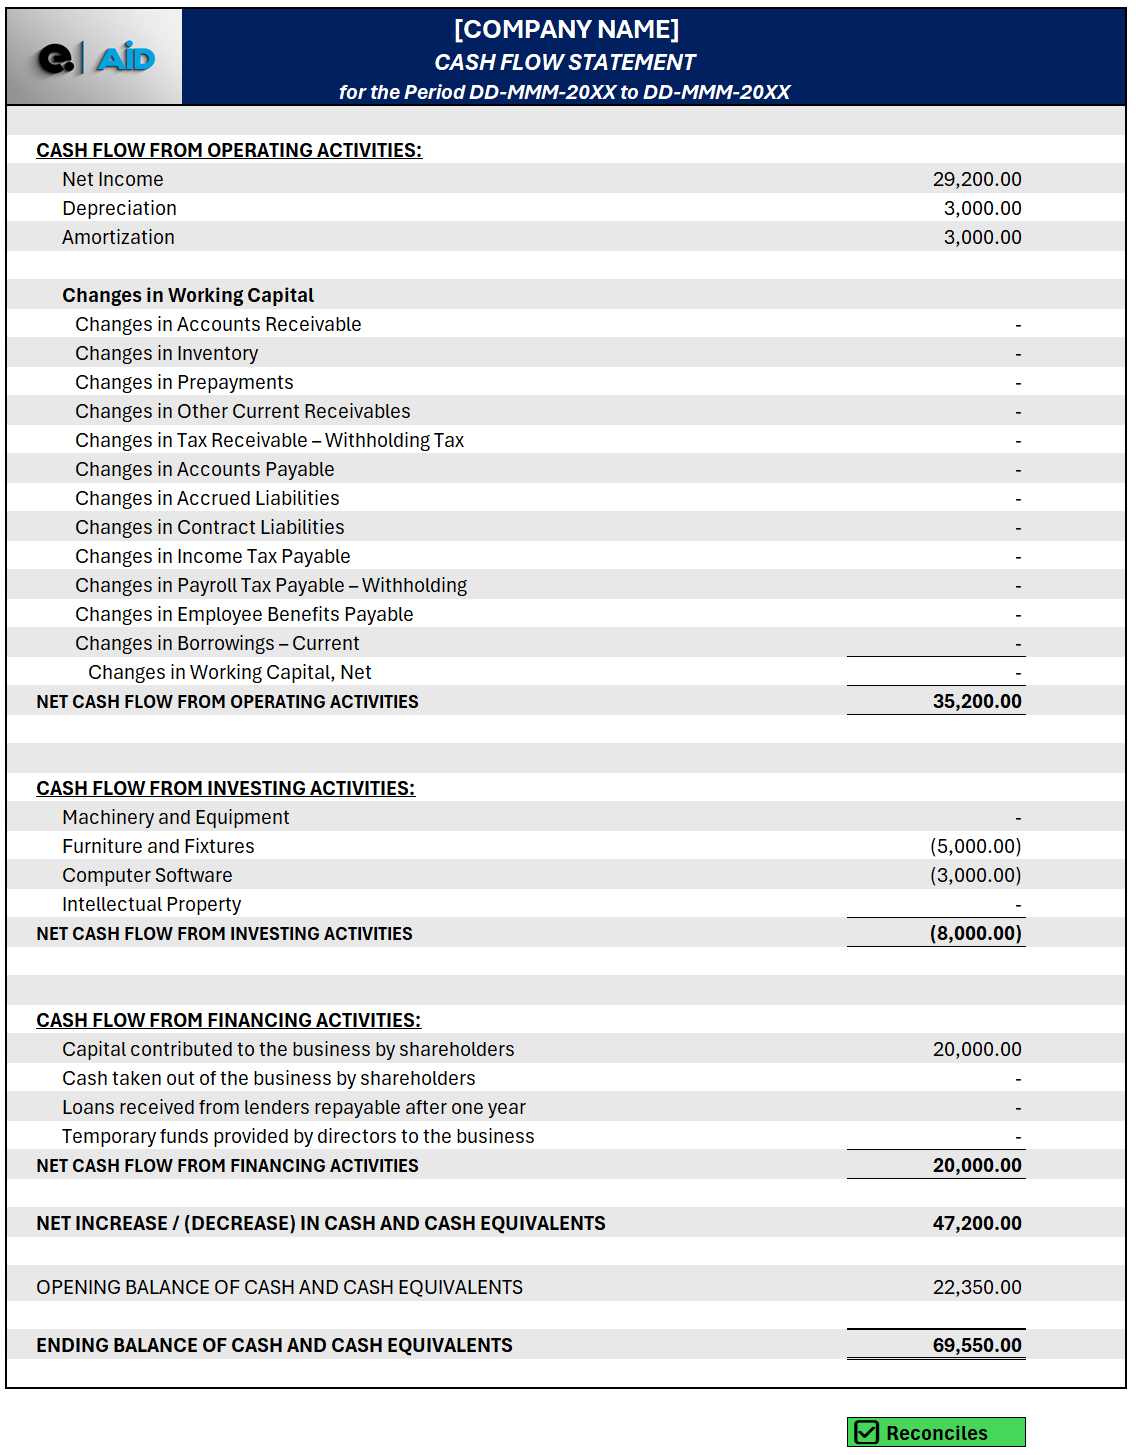 e. | AiD
[COMPANY NAME]
CASH FLOW STATEMENT
for the Period DD-MMM-20XX to DD-MMM-20XX
CASH FLOW FROM OPERATING ACTIVITIES:
Net Income 29,200.00
Depreciation 3,000.00
Amortization 3,000.00
Changes in Working Capital
Changes in Accounts Receivable -
Changes in Inventory -
Changes in Prepayments -
Changes in Other Current Receivables -
Changes in Tax Receivable – Withholding Tax -
Changes in Accounts Payable -
Changes in Accrued Liabilities -
Changes in Contract Liabilities -
Changes in Income Tax Payable -
Changes in Payroll Tax Payable – Withholding -
Changes in Employee Benefits Payable -
Changes in Borrowings – Current -
Changes in Working Capital, Net -
NET CASH FLOW FROM OPERATING ACTIVITIES 35,200.00
CASH FLOW FROM INVESTING ACTIVITIES:
Machinery and Equipment -
Furniture and Fixtures (5,000.00)
Computer Software (3,000.00)
Intellectual Property -
NET CASH FLOW FROM INVESTING ACTIVITIES (8,000.00)
CASH FLOW FROM FINANCING ACTIVITIES:
Capital contributed to the business by shareholders 20,000.00
Cash taken out of the business by shareholders -
Loans received from lenders repayable after one year -
Temporary funds provided by directors to the business -
NET CASH FLOW FROM FINANCING ACTIVITIES 20,000.00
NET INCREASE / (DECREASE) IN CASH AND CASH EQUIVALENTS 47,200.00
OPENING BALANCE OF CASH AND CASH EQUIVALENTS 22,350.00
ENDING BALANCE OF CASH AND CASH EQUIVALENTS 69,550.00
Reconciles